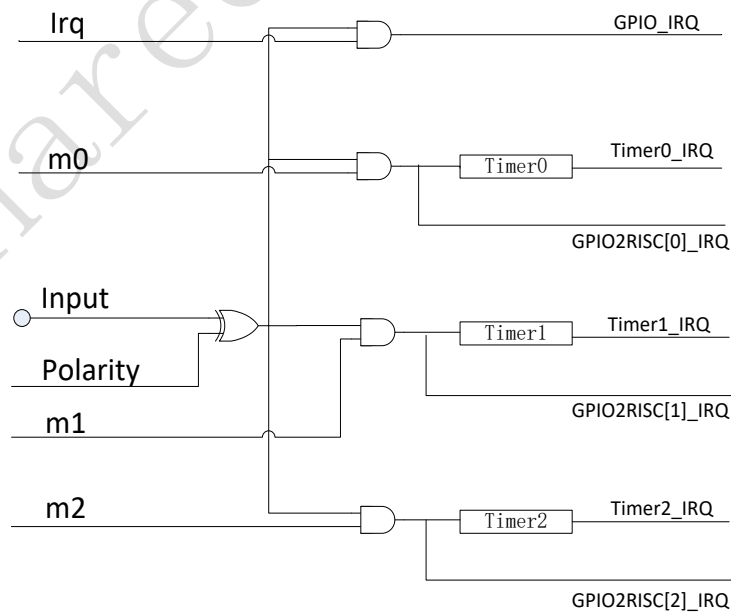 Irq
GPIO_IRQ
m0
Timer0
Timer0_IRQ
GPIO2RISC[0]_IRQ
Input
Timer1
Timer1_IRQ
Polarity
GPIO2RISC[1]_IRQ
m1
m2
Timer2
Timer2_IRQ
GPIO2RISC[2]_IRQ